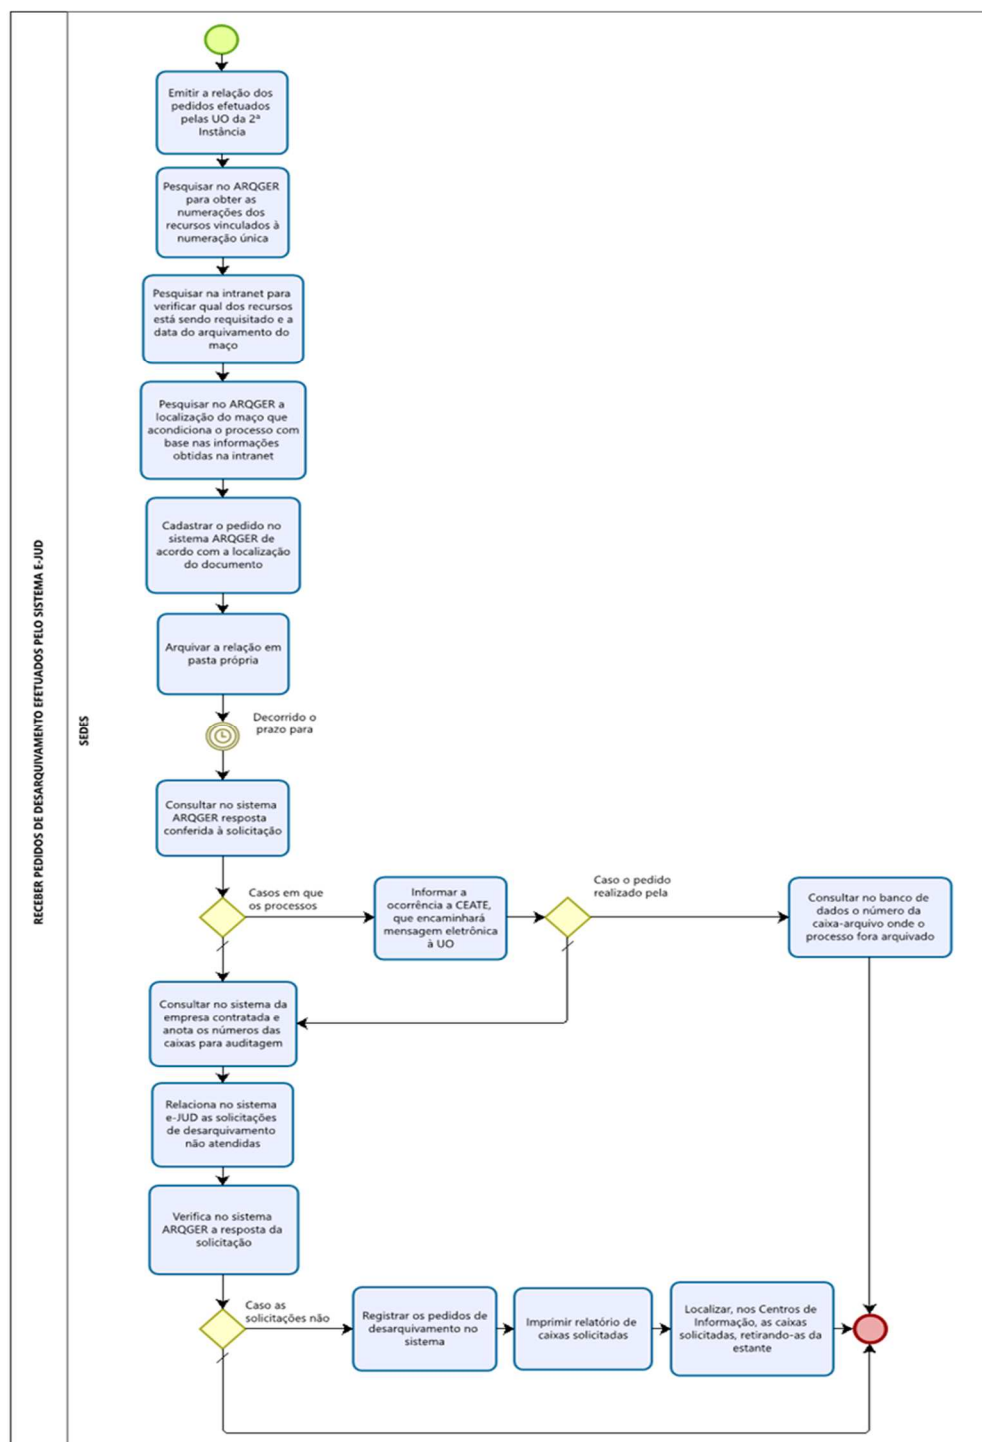 RECEBER PEDIDOS DE DESARQUIVAMENTO EFETUADOS PELO SISTEMA E-JUD
SEDES
Emitir a relação dos
pedidos efetuados
pelas UO da 2ª
Instância
Pesquisar no ARQGER
para obter as
numerações dos
recursos vinculados à
numeração única
Pesquisar na intranet para
verificar qual dos recursos
está sendo requisitado e a
data do arquivamento do
maço
Pesquisar no ARQGER a
localização do maço que
acondiciona o processo com
base nas informações
obtidas na intranet
Cadastrar o pedido no
sistema ARQGER de
acordo com a localização
do documento
Arquivar a relação em
pasta própria
Decorrido o
prazo para
Consultar no sistema
ARQGER resposta
conferida à solicitação
Casos em que
os processos
Informar a
ocorrência a CEATE,
que encaminhará
mensagem eletrônica
à UO
Caso o pedido
realizado pela
Consultar no banco de
dados o número da
caixa-arquivo onde o
processo fora arquivado
Consultar no sistema da
empresa contratada e
anota os números das
caixas para auditagem
Relaciona no sistema
e-JUD as solicitações
de desarquivamento
não atendidas
Verifica no sistema
ARQGER a resposta da
solicitação
Caso as
solicitações não
Registrar os pedidos de
desarquivamento no
sistema
Imprimir relatório de
caixas solicitadas
Localizar, nos Centros de
Informação, as caixas
solicitadas, retirando-as da
estante